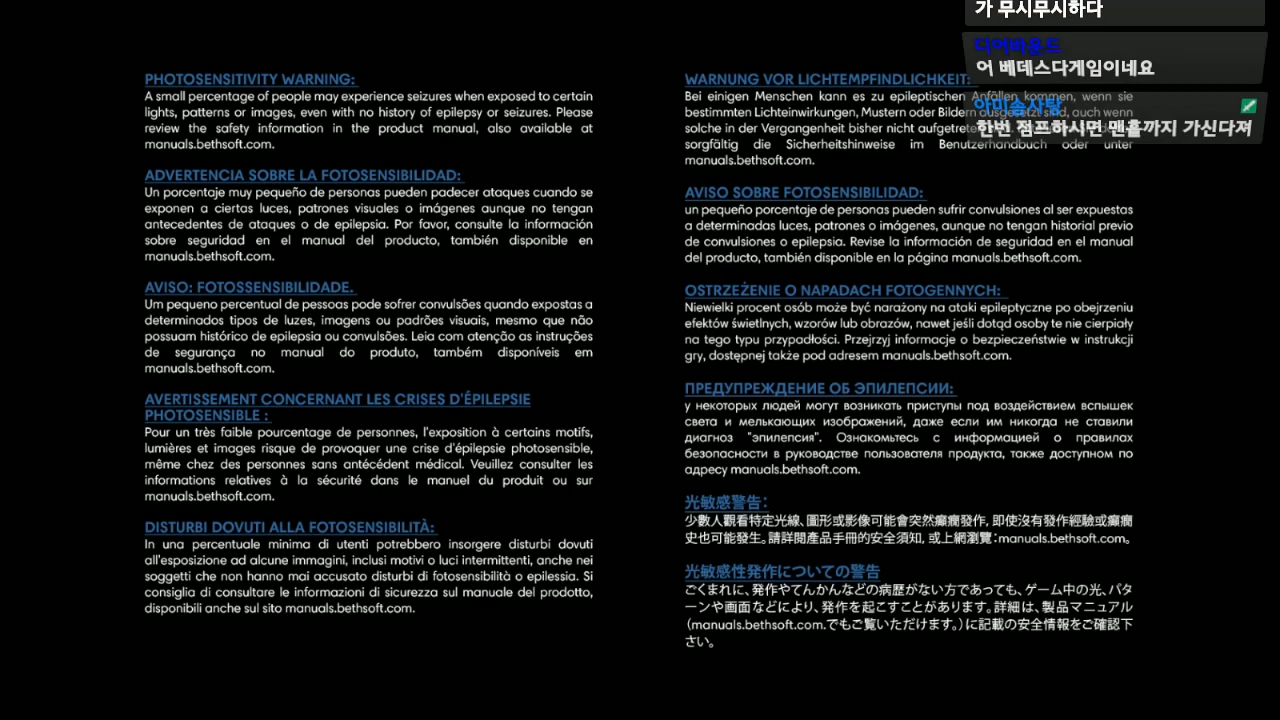 PHOTOSENSITIVITY WARNING:
A small percentage of people may experience seizures when exposed to certain
lights, patterns or images, even with no history of epilepsy or seizures. Please
review the safety information in the product manual, also available at
manuals.bethsoft.com.
ADVERTENCIA SOBRE LA FOTOSENSIBILIDAD:
Un porcentaje muy pequeño de personas pueden padecer ataques cuando se
exponen a ciertas luces, patrones visuales o imágenes aunque no tengan
antecedentes de ataques o de epilepsia. Por favor, consulte la información
sobre seguridad en el manual del producto, también disponible en
manuals.bethsoft.com.
AVISO: FOTOSSENSIBILIDADE.
Um pequeno percentual de pessoas pode sofrer convulsões quando expostas a
determinados tipos de luzes, imagens ou padrões visuais, mesmo que não
possuam histórico de epilepsia ou convulsões. Leia com atenção as instruções
de segurança no manual do produto, também disponíveis em
manuals.bethsoft.com.
AVERTISSEMENT CONCERNANT LES CRISES D'ÉPILEPSIE
PHOTOSENSIBLE :
Pour un très faible pourcentage de personnes, l'exposition à certains motifs,
lumières et images risque de provoquer une crise d'épilepsie photosensible,
même chez des personnes sans antécédent médical. Veuillez consulter les
informations relatives à la sécurité dans le manuel du produit ou sur
manuals.bethsoft.com.
DISTURBI DOVUTI ALLA FOTOSENSIBILITÀ:
In una percentuale minima di utenti potrebbero insorgere disturbi dovuti
all'esposizione ad alcune immagini, inclusi motivi o luci intermittenti, anche nei
soggetti che non hanno mai accusato disturbi di fotosensibilità o epilessia. Si
consiglia di consultare le informazioni di sicurezza sul manuale del prodotto,
disponibili anche sul sito manuals.bethsoft.com.
WARNUNG VOR LICHTEMPFINDLICHKEIT:
Bei einigen Menschen kann es zu epileptischen Anfällen kommen, wenn sie
bestimmten Lichteinwirkungen, Mustern oder Bildern ausgesetzt sind, auch wenn
solche in der Vergangenheit bisher nicht aufgetreten
sorgfältig die Sicherheitshinweise im Benutzerhandbuch oder unter
manuals.bethsoft.com.
AVISO SOBRE FOTOSENSIBILIDAD:
un pequeño porcentaje de personas pueden sufrir convulsiones al ser expuestas
a determinadas luces, patrones o imágenes, aunque no tengan historial previo
de convulsiones o epilepsia. Revise la información de seguridad en el manual
del producto, también disponible en la página manuals.bethsoft.com.
OSTRZEŻENIE O NAPADACH FOTOGENNYCH:
Niewielki procent osób może być narażony na ataki epileptyczne po obejrzeniu
efektów świetlnych, wzorów lub obrazów, nawet jeśli dotąd osoby te nie cierpiały
na tego typu przypadłości. Przejrzyj informacje o bezpieczeństwie w instrukcji
gry, dostępnej także pod adresem manuals.bethsoft.com.
ПРЕДУПРЕЖДЕНИЕ ОБ ЭПИЛЕПСИИ:
у некоторых людей могут возникать приступы под воздействием вспышек
света и мелькающих изображений, даже если им никогда не ставили
диагноз "эпилепсия". Ознакомьтесь с информацией о правилах
безопасности в руководстве пользователя продукта, также доступном по
адресу manuals.bethsoft.com.
光敏感警告：
少數人觀看特定光線、圖形或影像可能會突然癲癇發作, 即使沒有發作經驗或癲癇
史也可能發生。請詳閱產品手冊的安全須知, 或上網瀏覽：manuals.bethsoft.com。
光敏感性発作についての警告
ごくまれに、発作やてんかんなどの病歴がない方であっても、ゲーム中の光、パタ
ーンや画面などにより、発作を起こすことがあります。詳細は、製品マニュアル
（manuals.bethsoft.com.でもご覧いただけます。）に記載の安全情報をご確認下
さい。
가 무시무시하다
디어바운드
어 베데스다게임이네요
아미솜사탕
한번 점프하시면 맨홀까지 가신다져